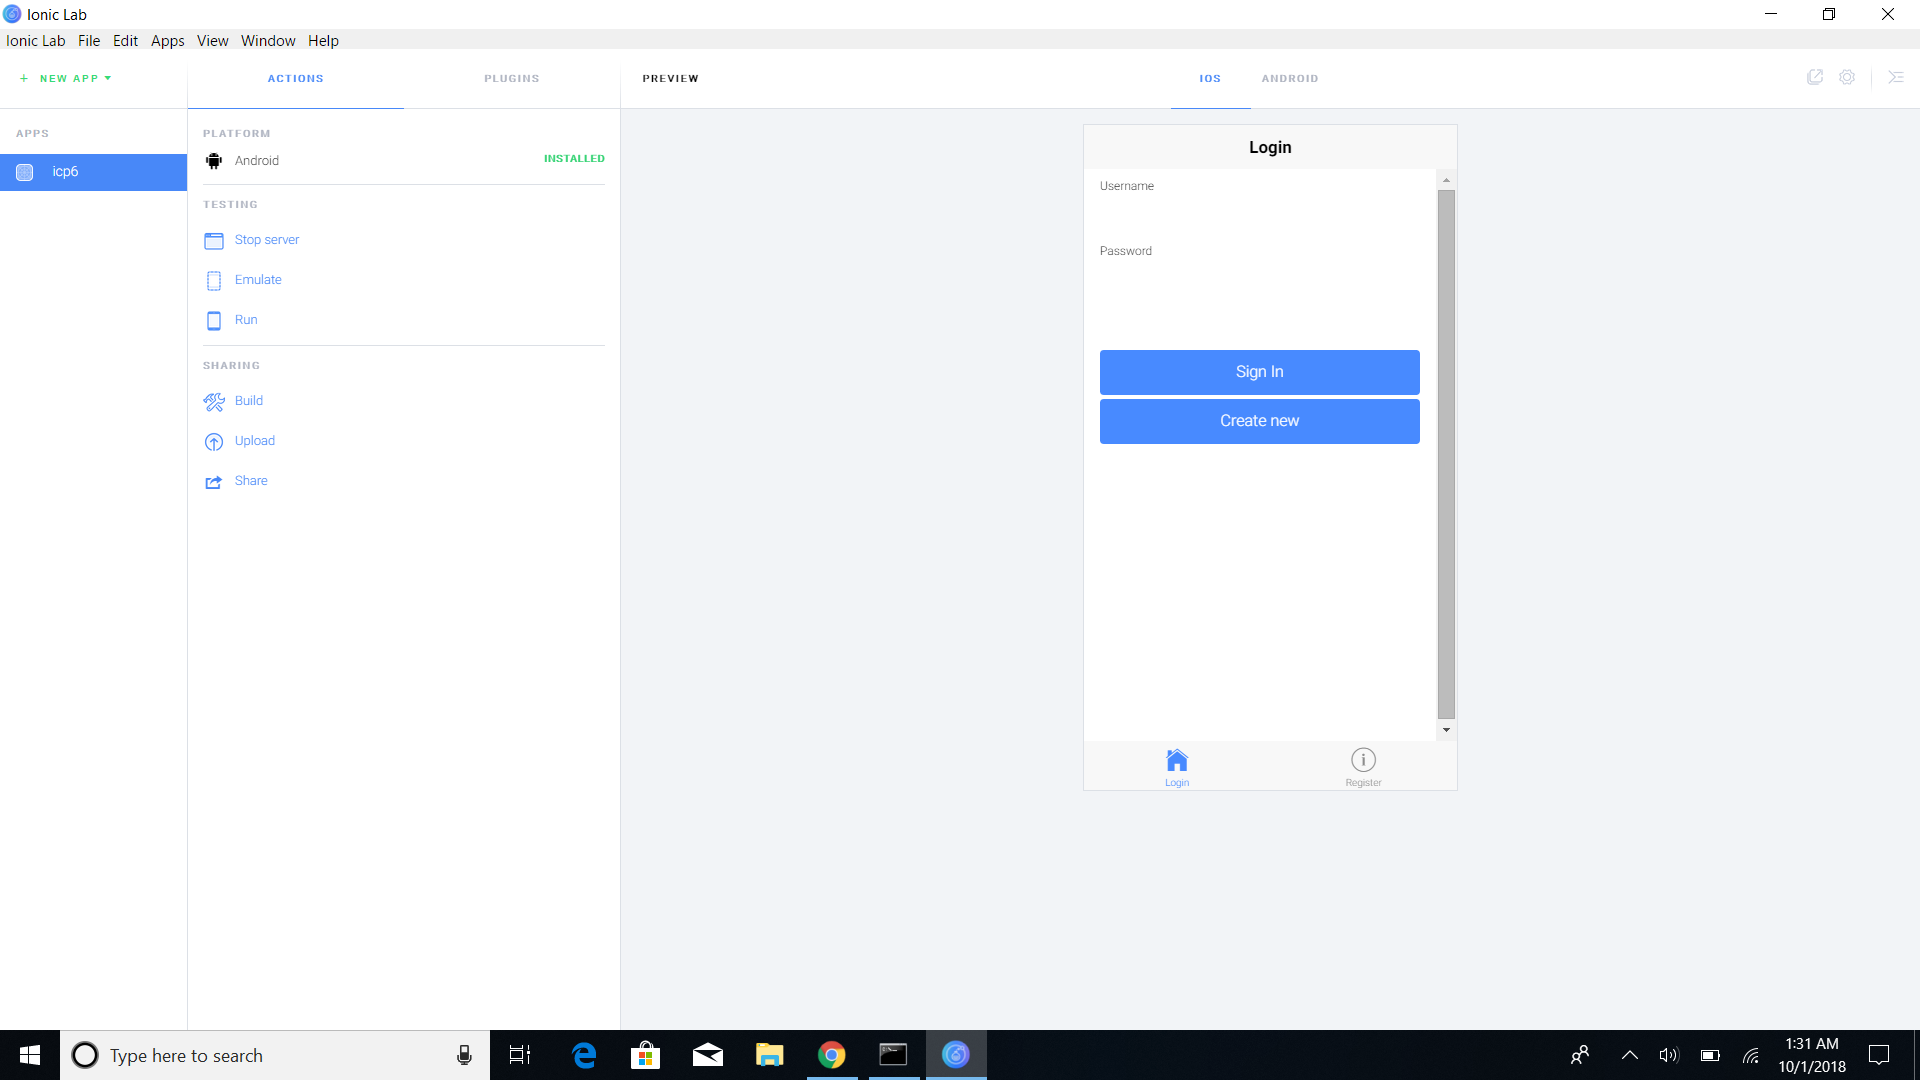 Ionic Lab
Ionic Lab File Edit Apps View Window Help
+ NEW APP
ACTIONS
PLUGINS
PREVIEW
IOS
ANDROID
APPS
icp6
PLATFORM
Android
INSTALLED
TESTING
Stop server
Emulate
Run
SHARING
Build
Upload
Share
Login
Username
Password
Sign In
Create new
Login
Register
Type here to search
1:31 AM
10/1/2018